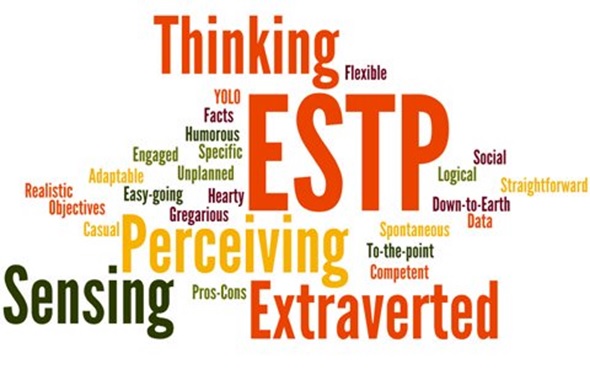 Thinking
Flexible
YOLO
ESTP
Facts
Humorous
Engaged
Specific
Social
Adaptable
Unplanned
Logical
Straightforward
Realistic
Easy-going
Hearty
Down-to-Earth
Objectives
Gregarious
Data
Casual
Perceiving
Spontaneous
To-the-point
Competent
Sensing
Pros-Cons
Extraverted